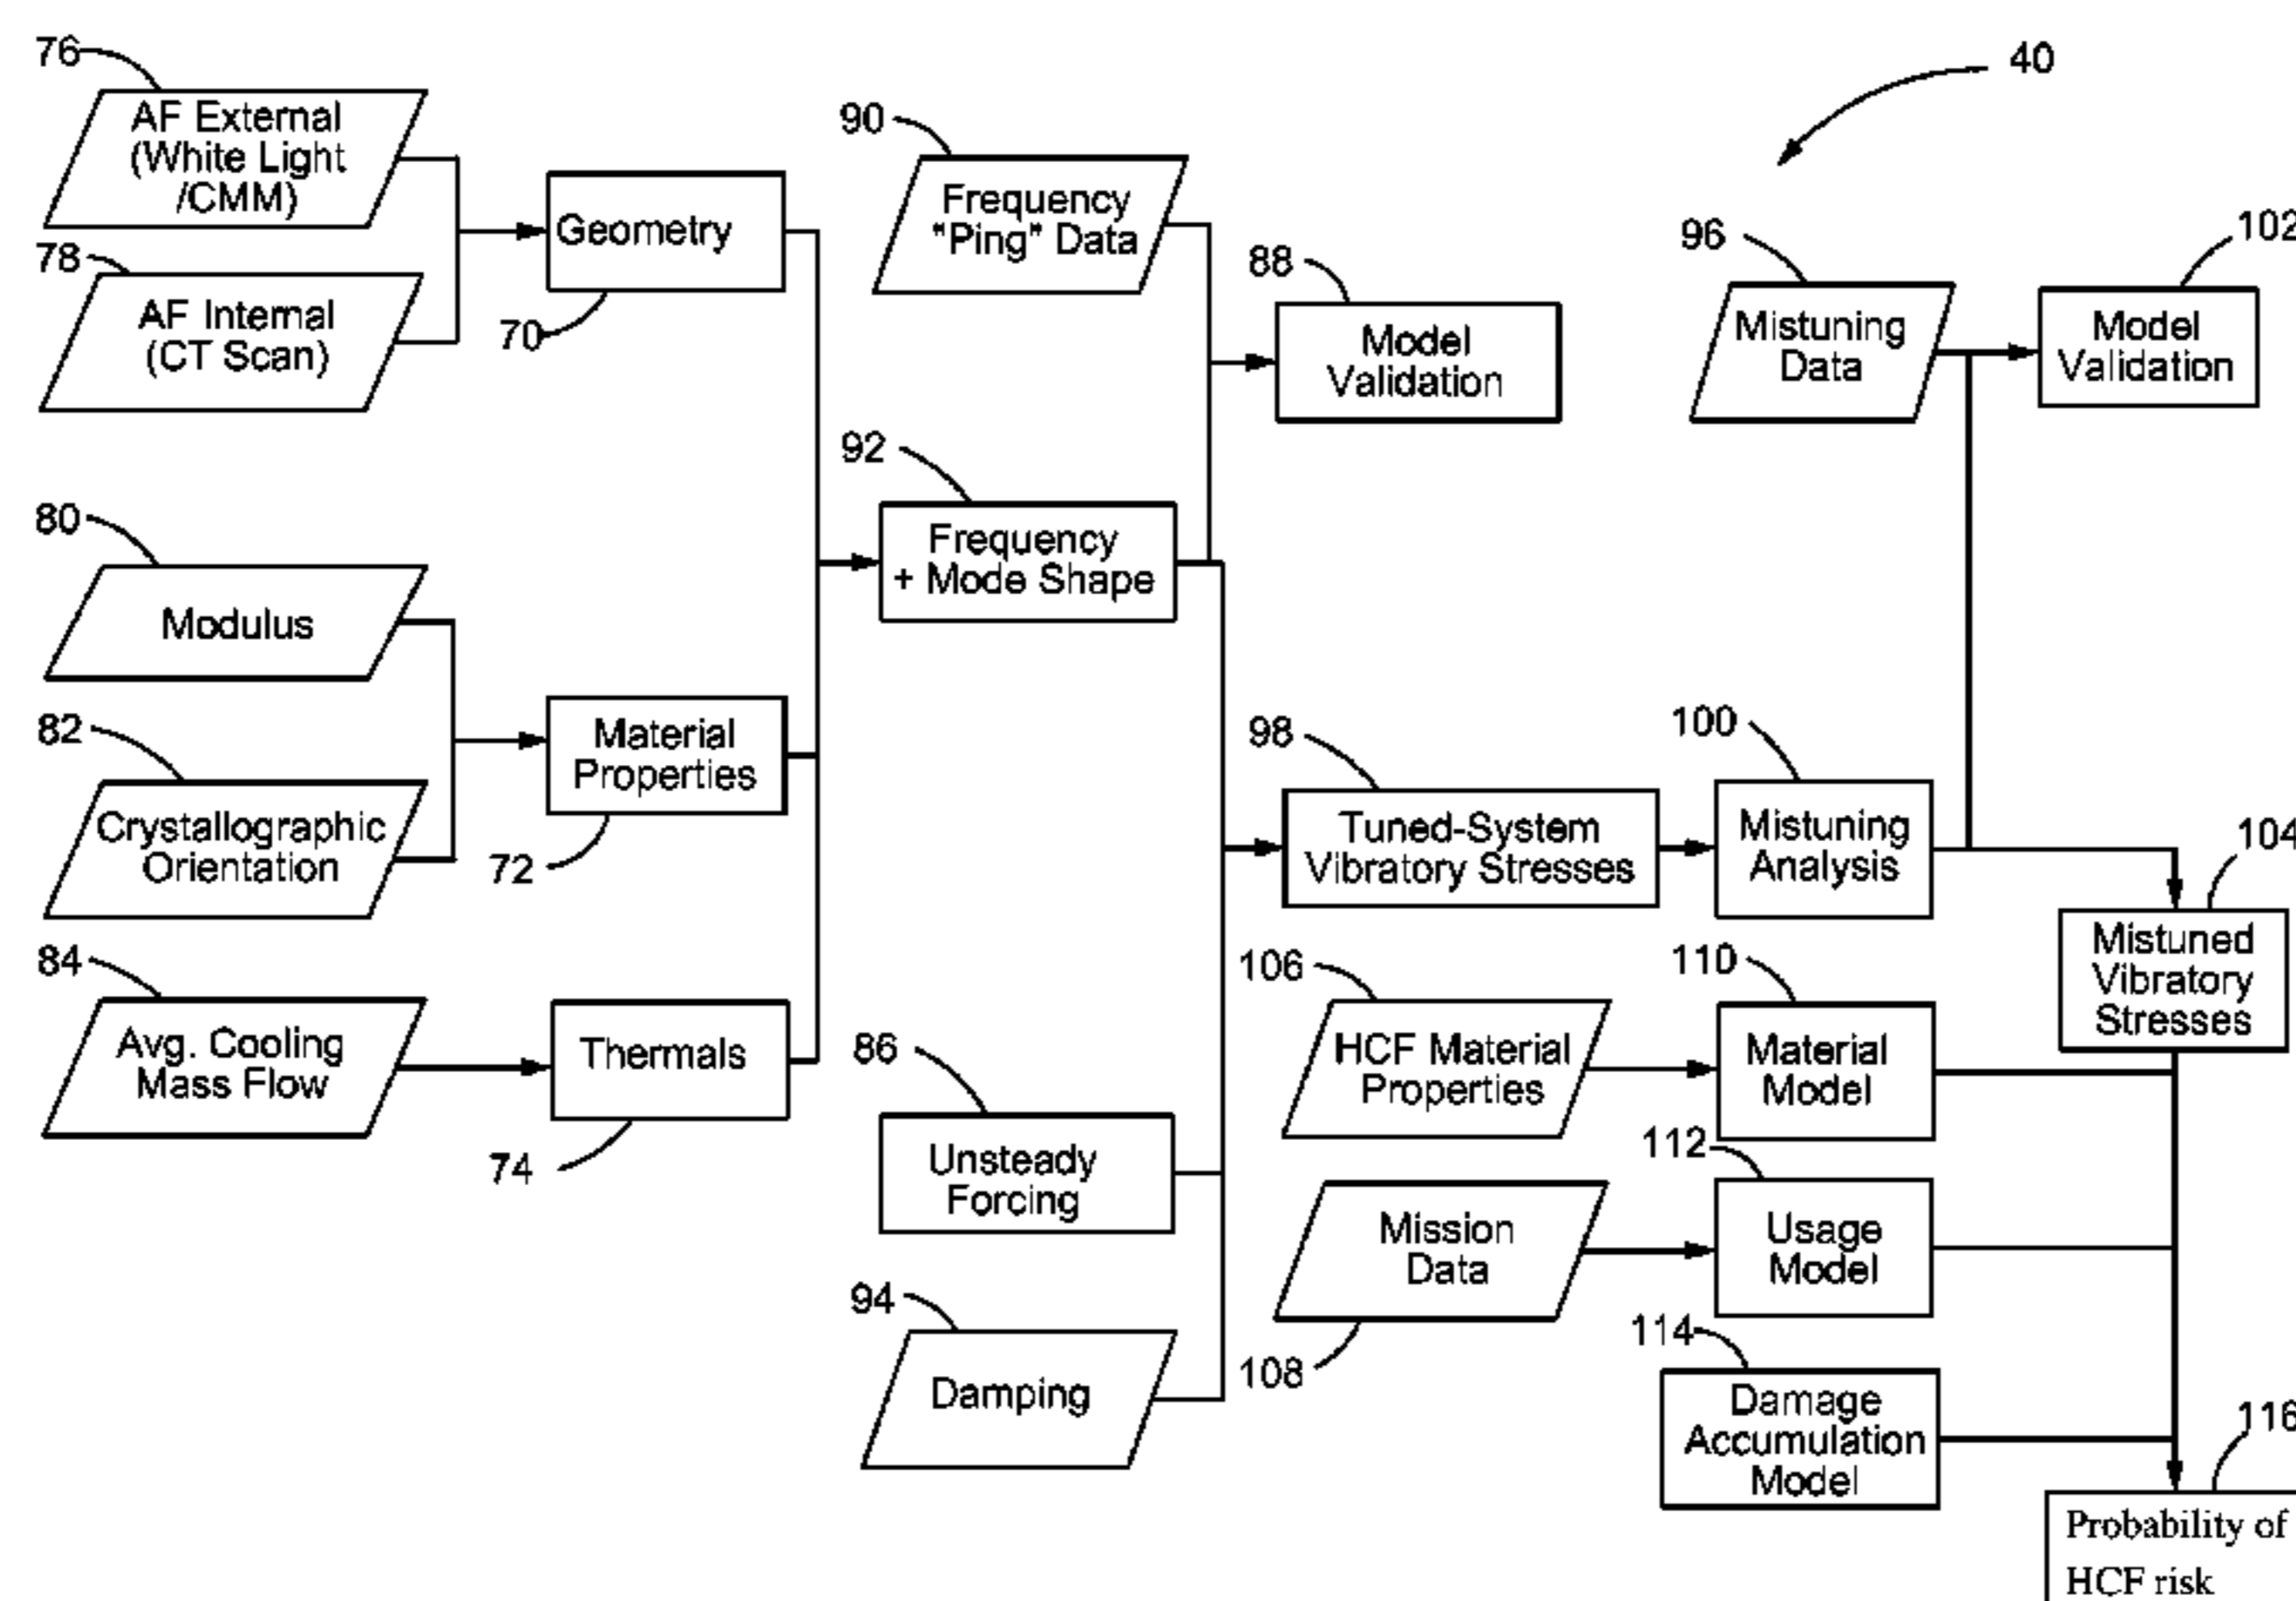 76
AF External
(White Light
/CMM)
78
AF Internal
(CT Scan)
Geometry
70
80
Modulus
82
Crystallographic
Orientation
Material
Properties
72
84
Avg. Cooling
Mass Flow
Thermals
74
90
Frequency
"Ping" Data
88
Model
Validation
92
Frequency
+ Mode Shape
86
Unsteady
Forcing
94
Damping
40
96
Mistuning
Data
102
Model
Validation
98
Tuned-System
Vibratory Stresses
100
Mistuning
Analysis
104
Mistuned
Vibratory
Stresses
106
HCF Material
Properties
110
Material
Model
108
Mission
Data
112
Usage
Model
114
Damage
Accumulation
Model
116
Probability of
HCF risk